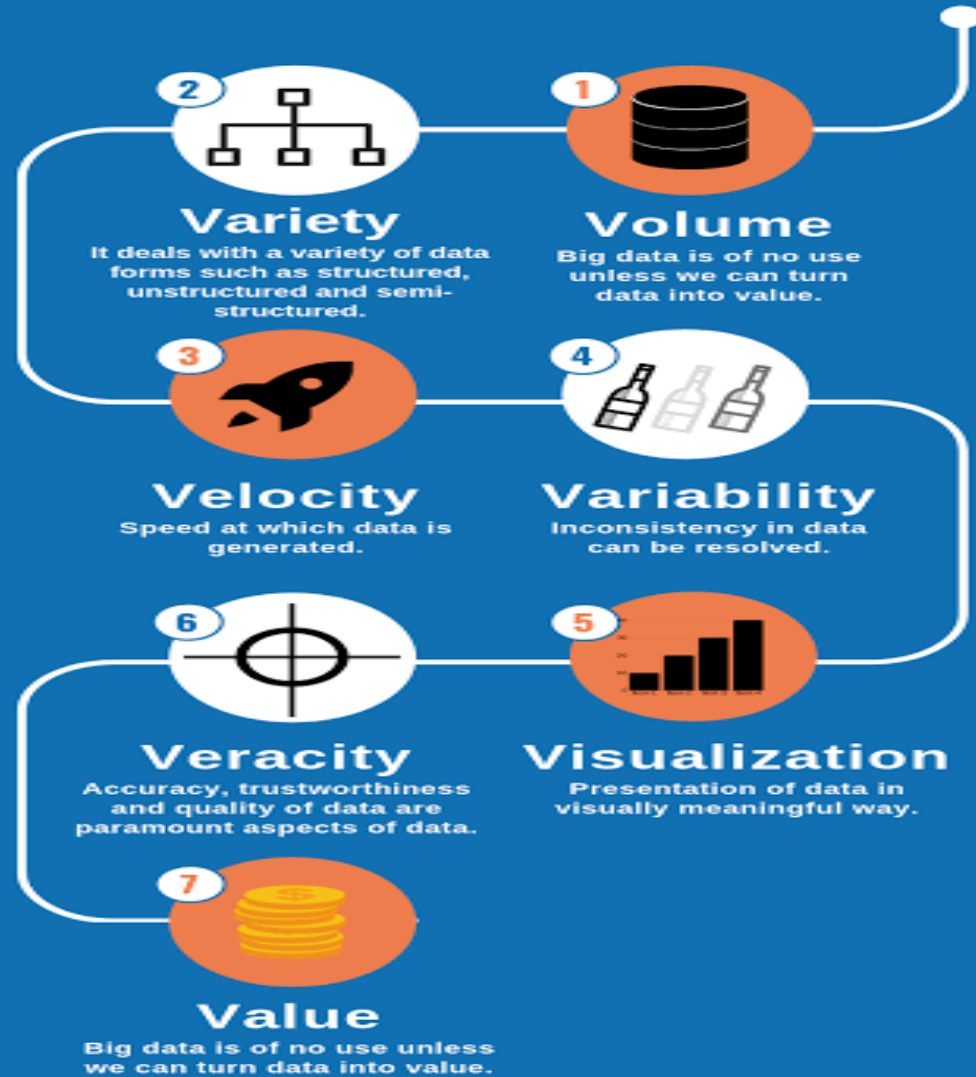 1
Volume
Big data is of no use
unless we can turn
data into value.
2
Variety
It deals with a variety of data
forms such as structured,
unstructured and semi-
structured.
3
Velocity
Speed at which data is
generated.
4
Variability
Inconsistency in data
can be resolved.
5
Visualization
Presentation of data in
visually meaningful way.
6
Veracity
Accuracy, trustworthiness
and quality of data are
paramount aspects of data.
7
$
Value
Big data is of no use unless
we can turn data into value.